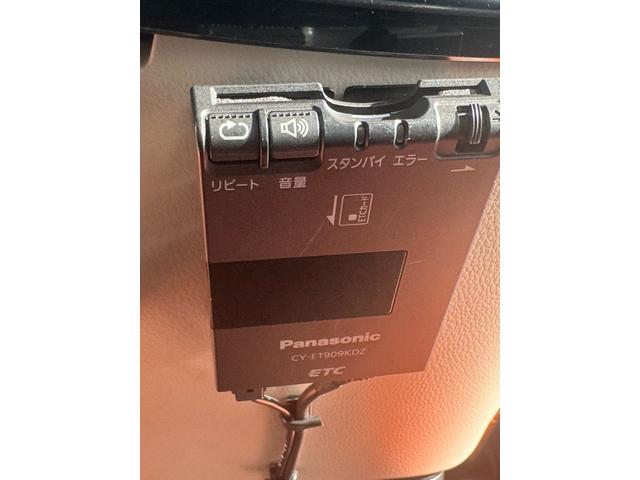 リピート 音量 スタンバイ エラー
ETCカード
Panasonic
CY-ET909KDZ
ETC